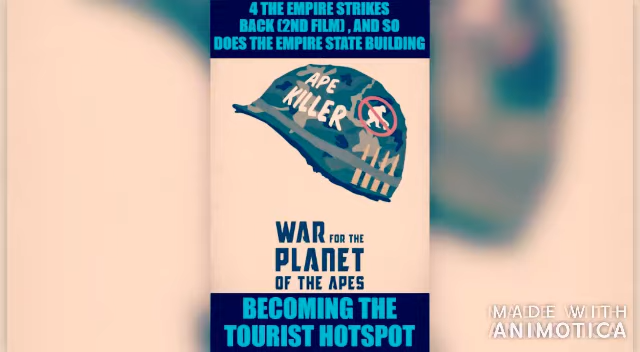 4 THE EMPIRE STRIKES
BACK (2ND FILM) , AND SO
DOES THE EMPIRE STATE BUILDING
APE
KILLER
WAR FOR THE
PLANET
OF THE APES
BECOMING THE
TOURIST HOTSPOT
MADE WITH
ANIMOTICA